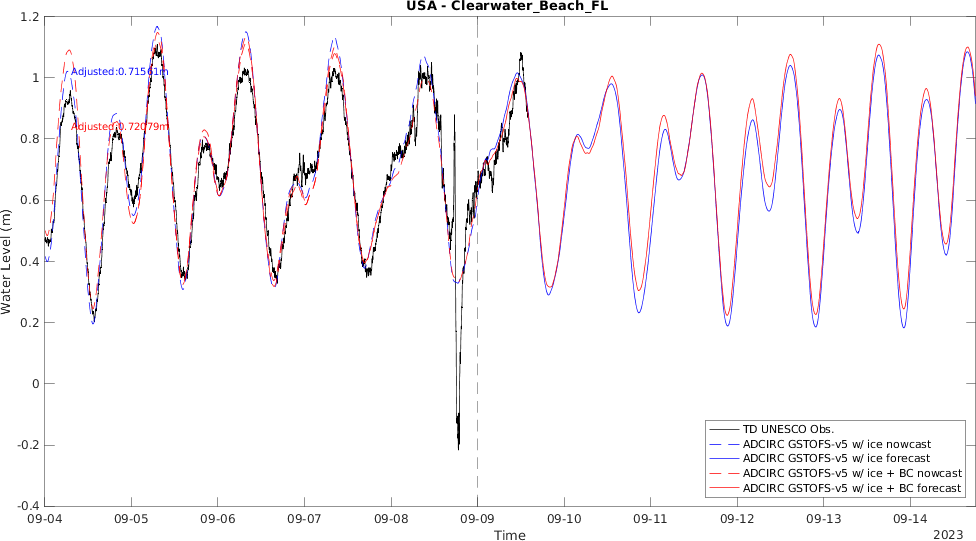 USA - Clearwater_Beach_FL
1.2
1
0.8
0.6
0.4
0.2
0
-0.2
-0.4
Water Level (m)
Adjusted:0.71561m
Adjusted:0.72079m
TD UNESCO Obs.
ADCIRC GSTOFS-v5 w/ ice nowcast
ADCIRC GSTOFS-v5 w/ ice forecast
ADCIRC GSTOFS-v5 w/ ice + BC nowcast
ADCIRC GSTOFS-v5 w/ ice + BC forecast
09-04 09-05 09-06 09-07 09-08 09-09 09-10 09-11 09-12 09-13 09-14
Time
2023